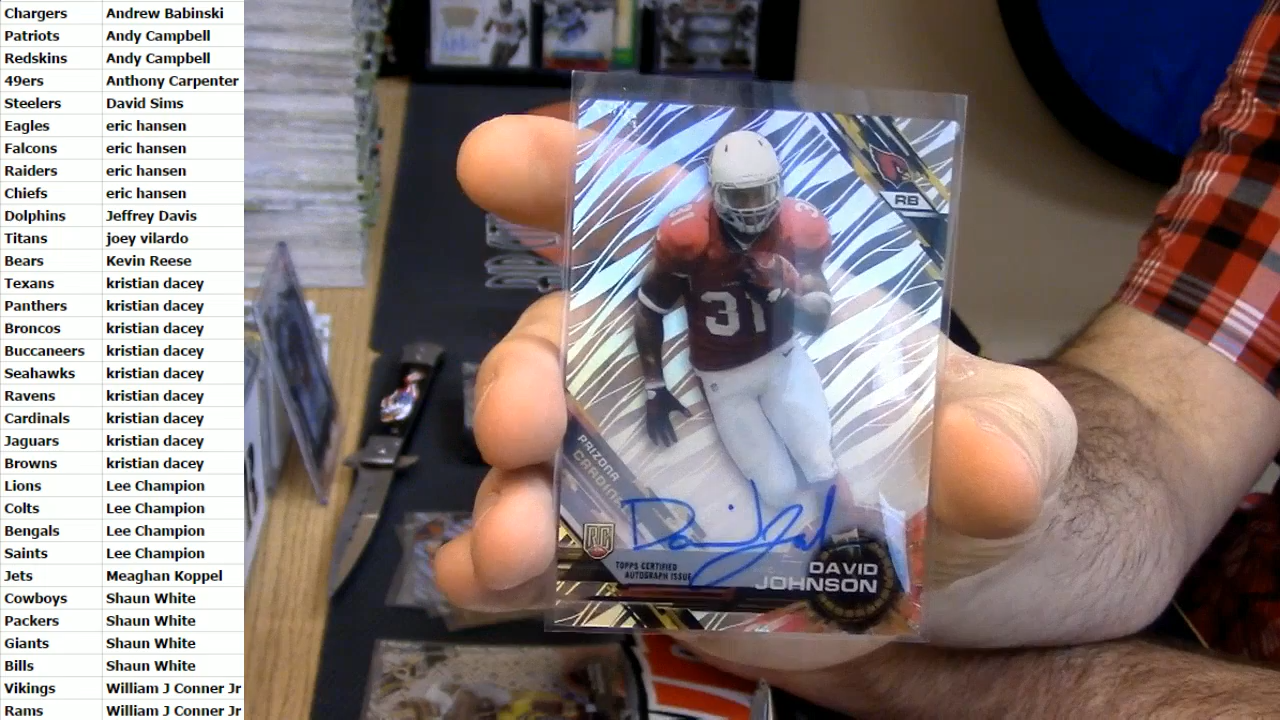 Chargers Andrew Babinski
Patriots Andy Campbell
Redskins Andy Campbell
49ers Anthony Carpenter
Steelers David Sims
Eagles eric hansen
Falcons eric hansen
Raiders eric hansen
Chiefs eric hansen
Dolphins Jeffrey Davis
Titans joey vilardo
Bears Kevin Reese
Texans kristian dacey
Panthers kristian dacey
Broncos kristian dacey
Buccaneers kristian dacey
Seahawks kristian dacey
Ravens kristian dacey
Cardinals kristian dacey
Jaguars kristian dacey
Browns kristian dacey
Lions Lee Champion
Colts Lee Champion
Bengals Lee Champion
Saints Lee Champion
Jets Meaghan Koppel
Cowboys Shaun White
Packers Shaun White
Giants Shaun White
Bills Shaun White
Vikings William J Conner Jr
Rams William J Conner Jr
RB
31
31
ARIZONA
RC
TOPPS CERTIFIED
AUTOGRAPH ISSUE
DAVID
JOHNSON